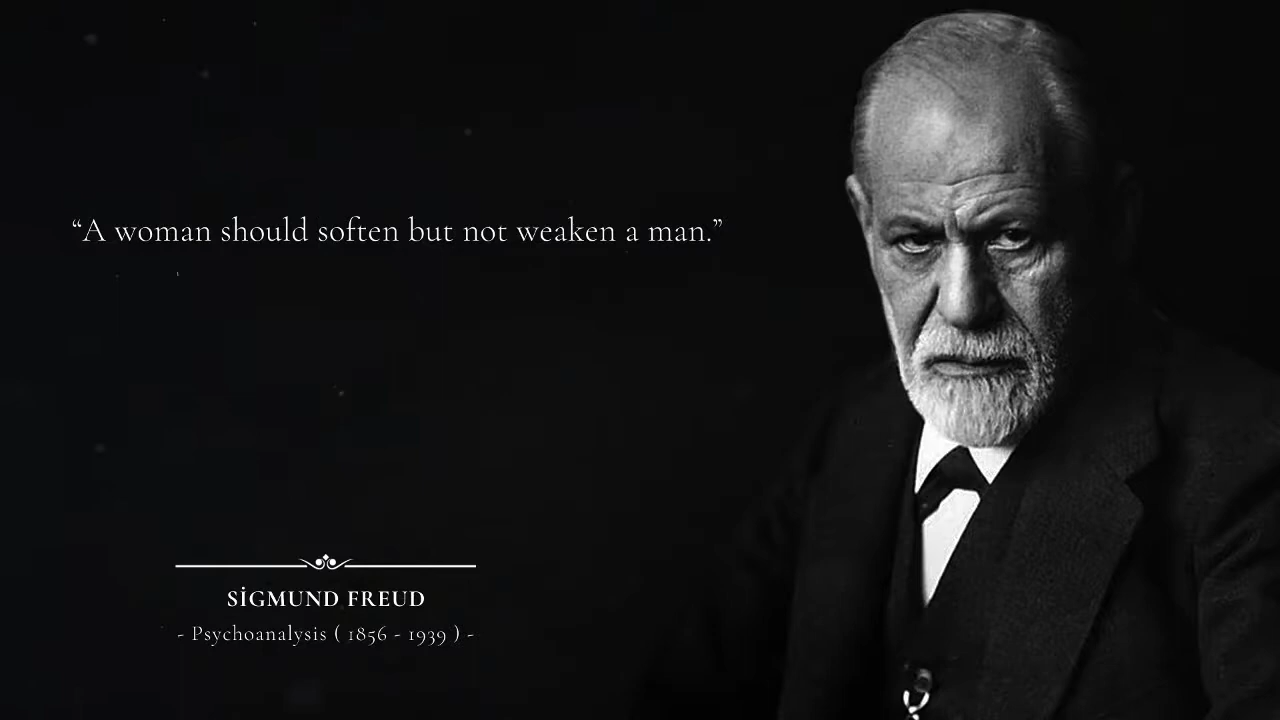 “A woman should soften but not weaken a man.”
SİGMUND FREUD
- Psychoanalysis ( 1856 - 1939 ) -